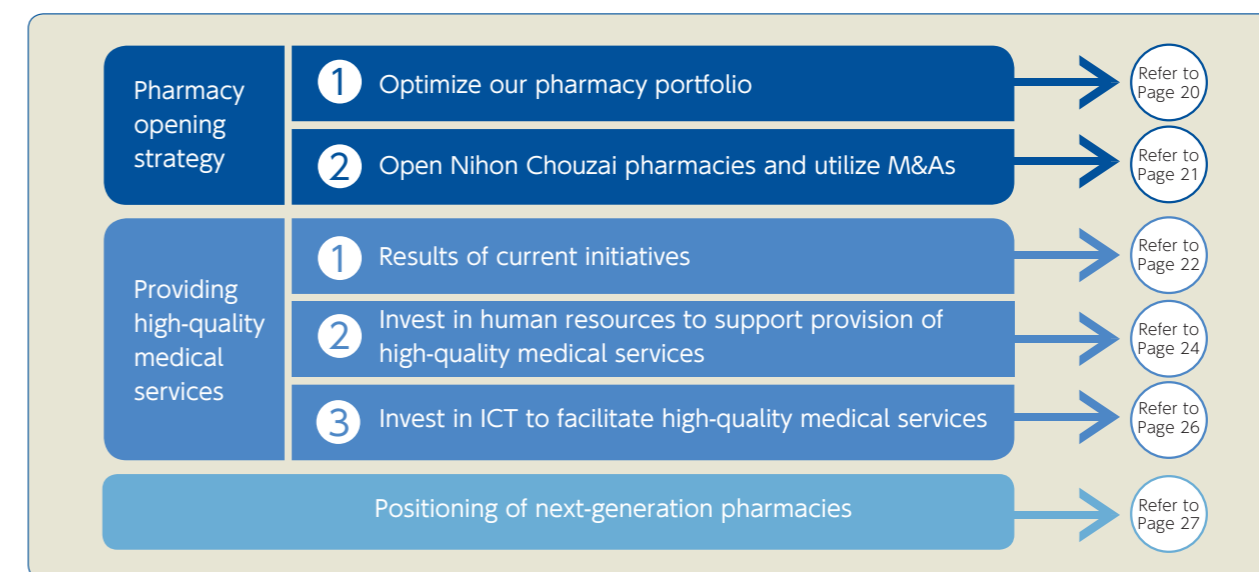 Pharmacy
opening
strategy
1 Optimize our pharmacy portfolio
Refer to
Page 20
2 Open Nihon Chouzai pharmacies and utilize M&As
Refer to
Page 21
Providing
high-quality
medical
services
1 Results of current initiatives
Refer to
Page 22
2 Invest in human resources to support provision of
high-quality medical services
Refer to
Page 24
3 Invest in ICT to facilitate high-quality medical services
Refer to
Page 26
Positioning of next-generation pharmacies
Refer to
Page 27